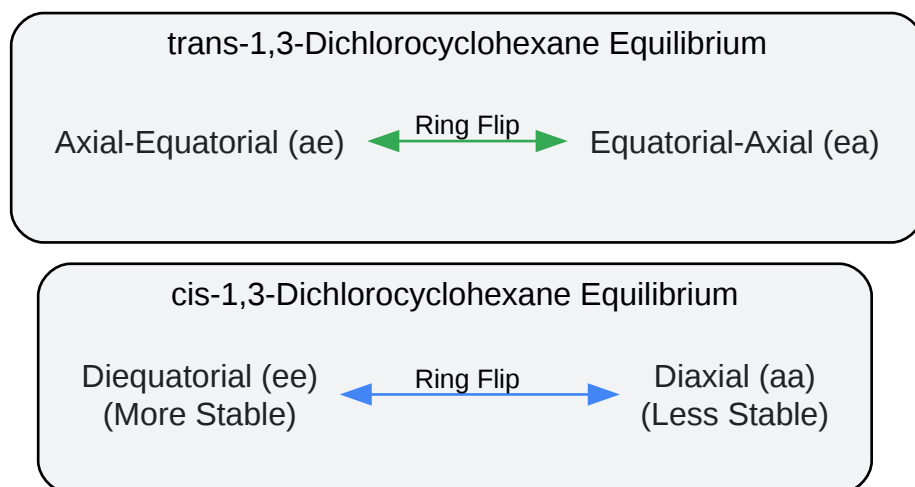 trans-1,3-Dichlorocyclohexane Equilibrium
Axial-Equatorial (ae)
Ring Flip
Equatorial-Axial (ea)
cis-1,3-Dichlorocyclohexane Equilibrium
Diequatorial (ee)
(More Stable)
Ring Flip
Diaxial (aa)
(Less Stable)